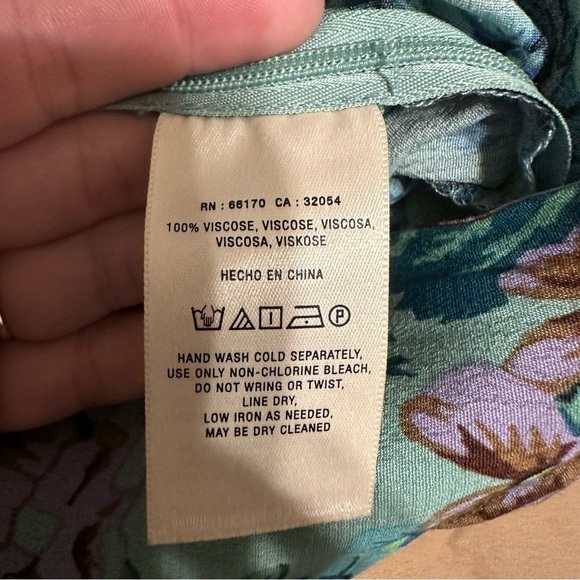 RN : 66170 CA : 32054
100% VISCOSE, VISCOSE, VISCOSA,
VISCOSA, VISKOSE
HECHO EN CHINA
P
HAND WASH COLD SEPARATELY,
USE ONLY NON-CHLORINE BLEACH,
DO NOT WRING OR TWIST,
LINE DRY,
LOW IRON AS NEEDED,
MAY BE DRY CLEANED